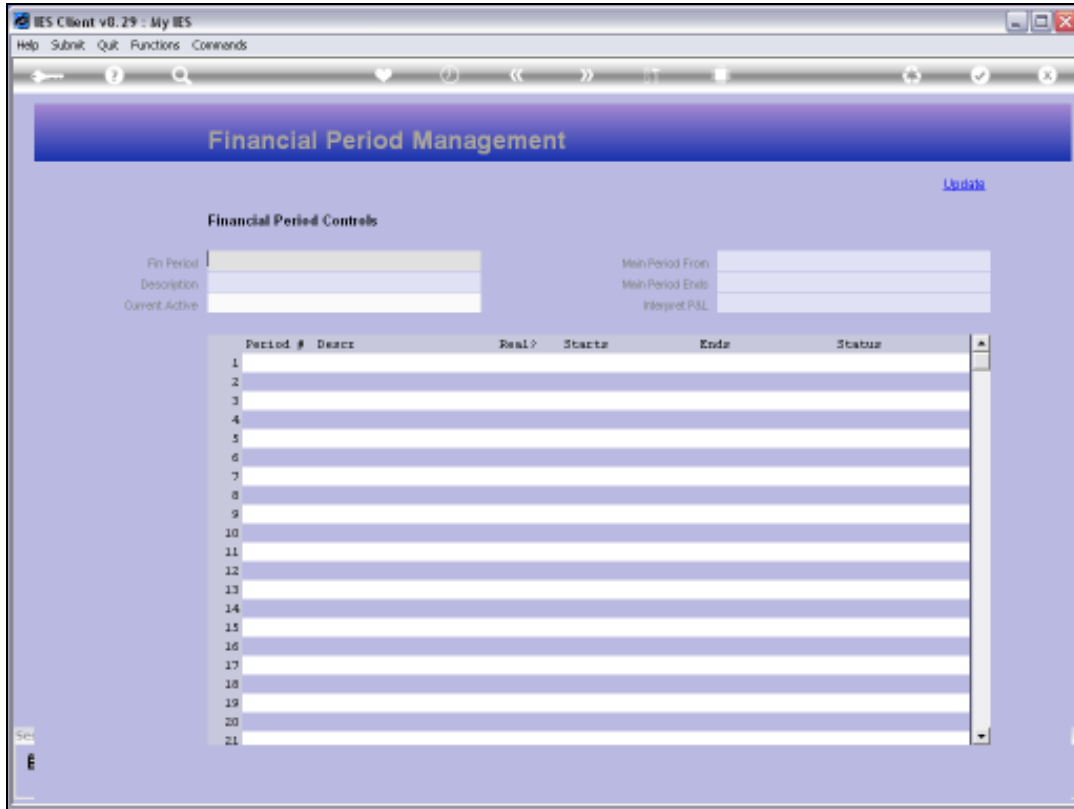 IES Client v8.29 : My IES
Help Submit Quit Functions Commands
Financial Period Management
Update
Financial Period Controls
Fin Period
Main Period From
Description
Main Period Ends
Current Active
Interpret P&L
Period # Descr Real? Starts Ends Status
1
2
3
4
5
6
7
8
9
10
11
12
13
14
15
16
17
18
19
20
21